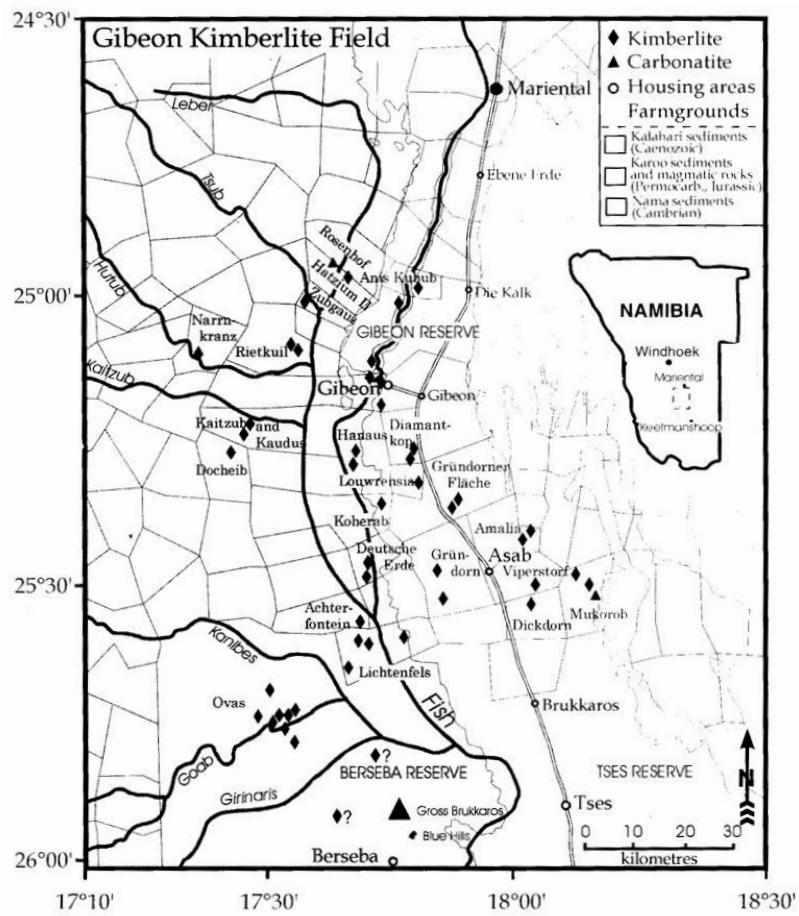 24°30'
Gibeon Kimberlite Field
Kimberlite
Carbonatite
Housing areas
Farmgrounds
Kalahari sediments
(Caenozoic)
Karoo sediments
and magmatic rocks
(Permocarb., Jurassic)
Nama sediments
(Cambrian)
Mariental
Leber
Tsub
Ebene Erde
Rosenhof
Hatzium II
Zubgaus
Anis Kubub
Hutub
25°00'
Die Kalk
GIBEON RESERVE
NAMIBIA
Windhoek
Mariental
Keetmanshoop
Narrn-
kranz
Rietkuil
Kaitzub
Gibeon
Gibeon
Kaitzub and
Kaudus
Docheib
Hanaus
Diamant-
kop
Louwrensia
Gründorner
Fläche
Koherab
Amalia
Deutsche
Erde
Grün-
dorn
Asab
Viperstorf
25°30'
Mukorob
Dickdorn
Achter-
fontein
Kanibes
Lichtenfels
Ovas
Fish
Brukkaros
Goab
?
BERSEBA RESERVE
TSES RESERVE
N
Girinaris
?
Gross Brukkaros
Tses
Blue Hills
Berseba
0 10 20 30
kilometres
26°00'
17°10' 17°30' 18°00' 18°30'